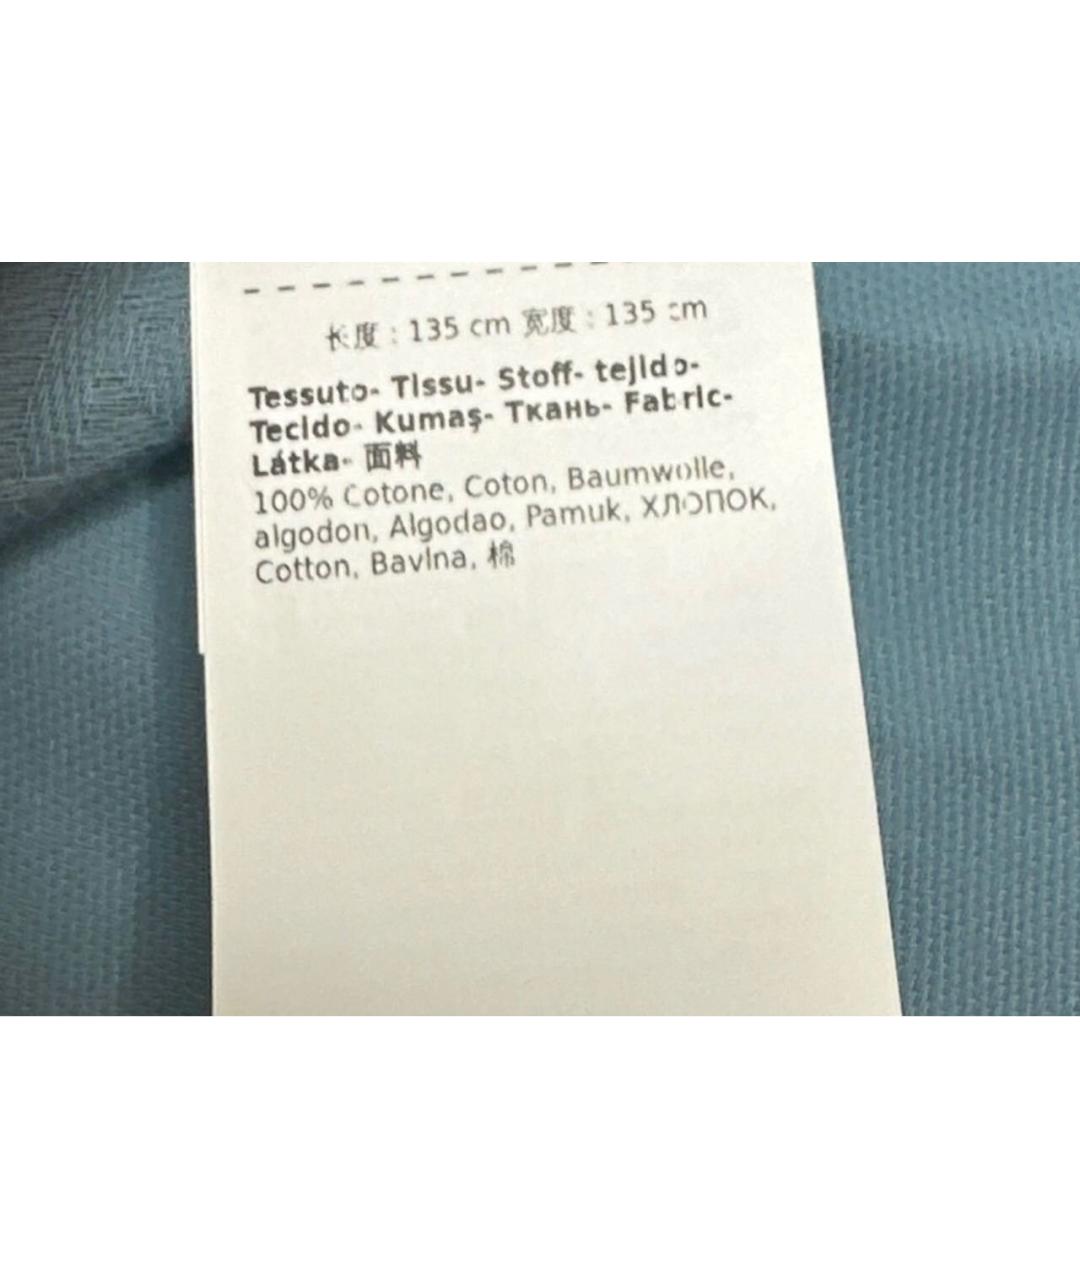 长度 : 135 cm 宽度 : 135 cm
Tessuto- Tissu- Stoff- tejido-
Tecido- Kumaş- Ткань- Fabric-
Látka- 面料
100% Cotone, Coton, Baumwolle,
algodon, Algodao, Pamuk, ХЛОПОК,
Cotton, Bavlna, 棉